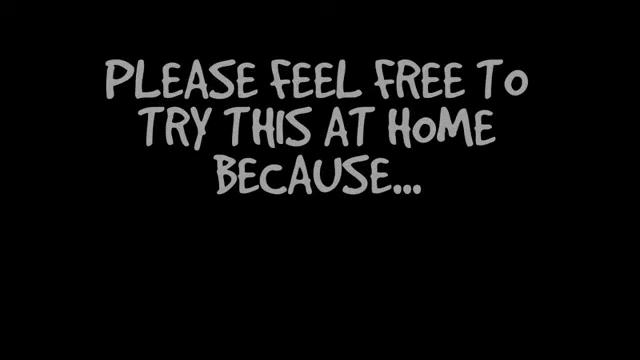 PLEASE FEEL FREE TO
TRY THIS AT HOME
BECAUSE...